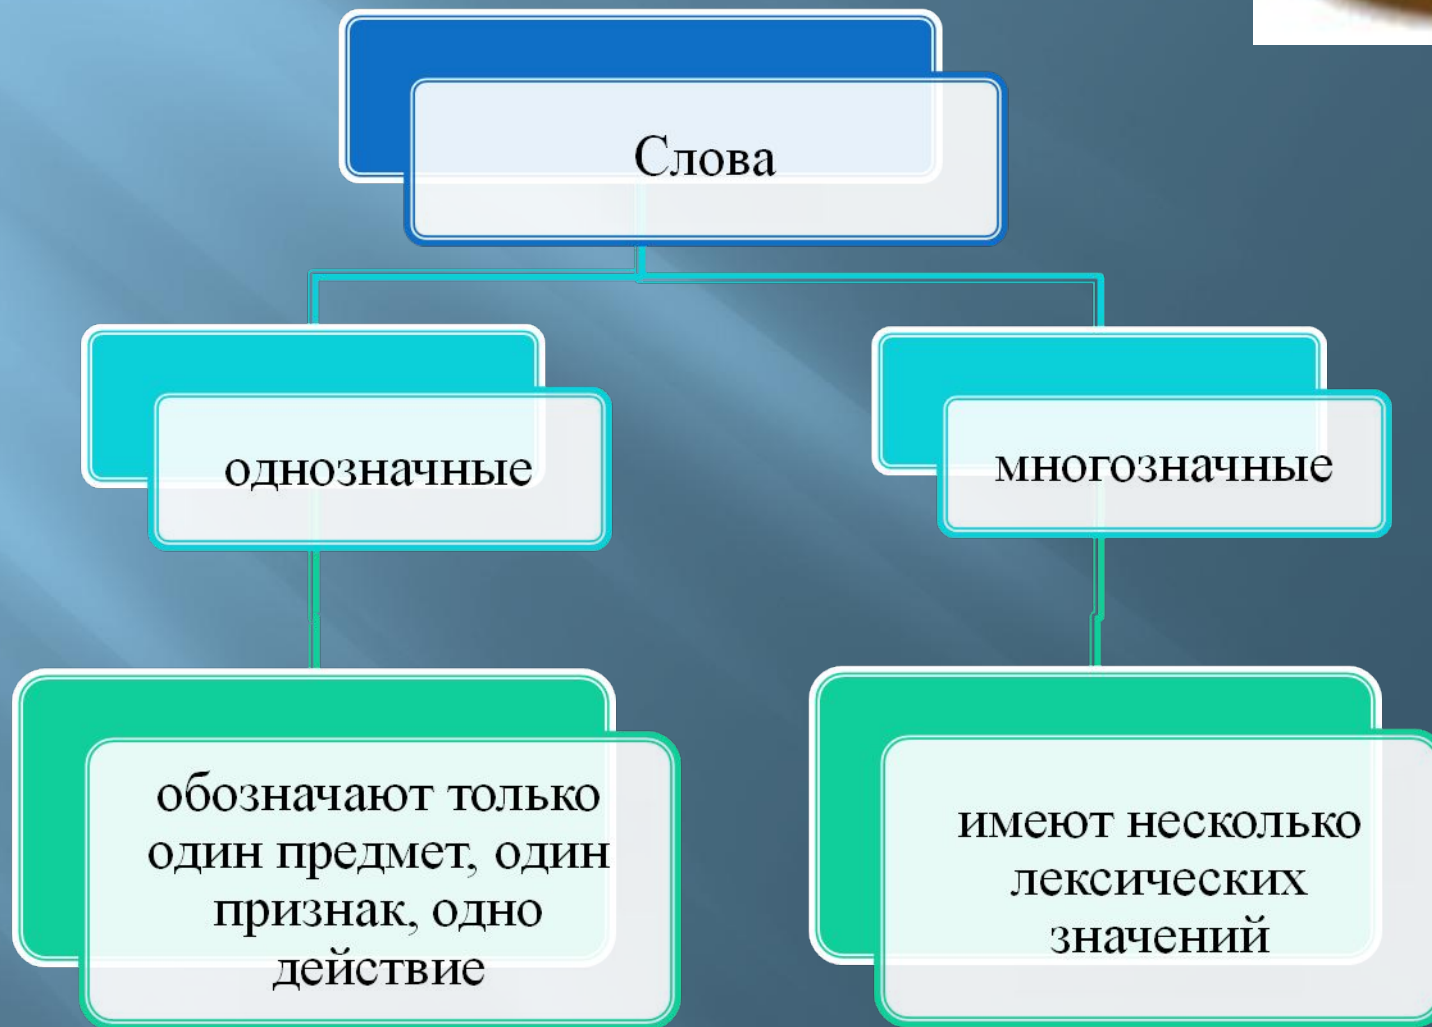 Слова
однозначные
многозначные
обозначают только
один предмет, один
признак, одно
действие
имеют несколько
лексических
значений